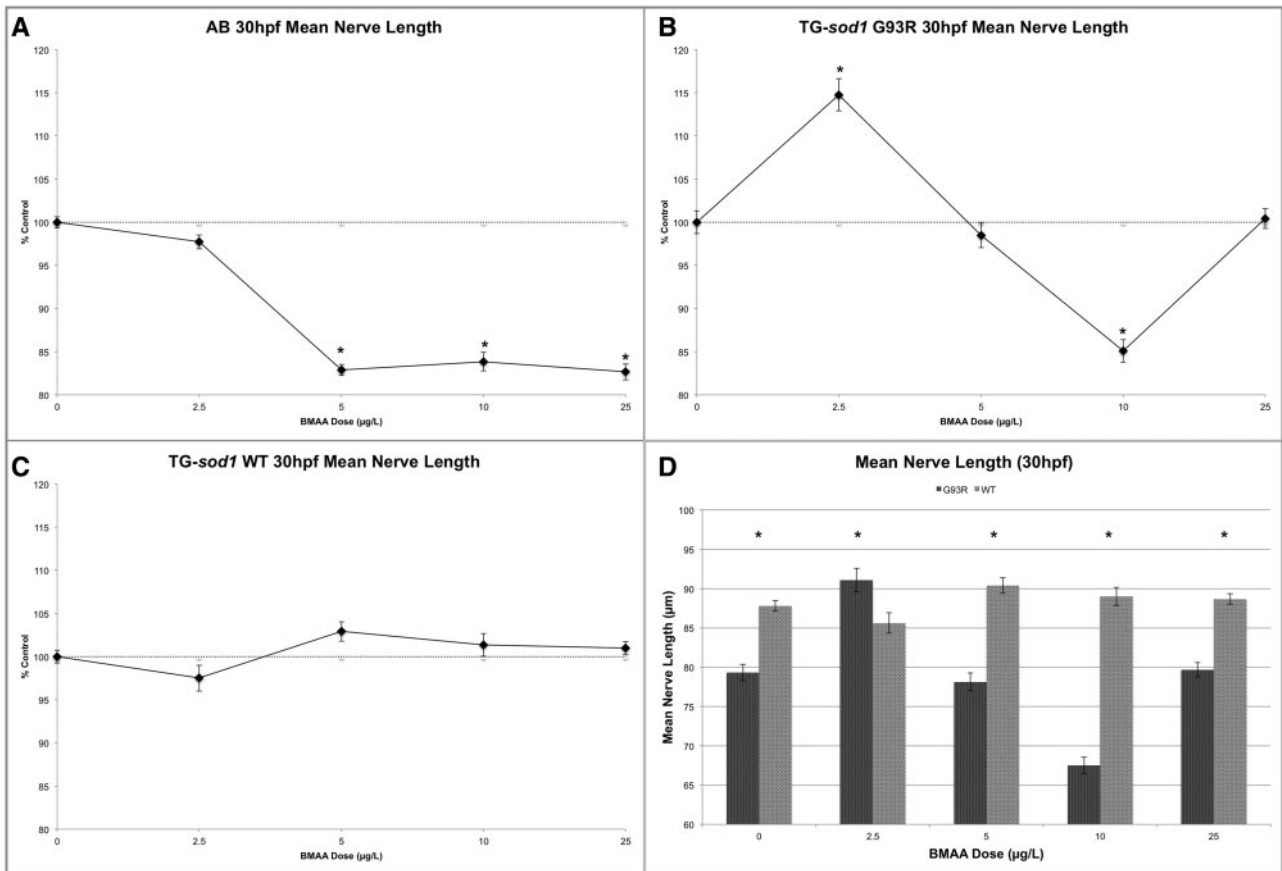 A
AB 30hpf Mean Nerve Length
120
115
110
105
100
95
90
85
80
% Control
*
*
*
0 2.5 5 10 25
BMAA Dose (µg/L)
B
TG-sod1 G93R 30hpf Mean Nerve Length
120
115
110
105
100
95
90
85
80
% Control
*
*
0 2.5 5 10 25
BMAA Dose (µg/L)
C
TG-sod1 WT 30hpf Mean Nerve Length
120
115
110
105
100
95
90
85
80
% Control
0 2.5 5 10 25
BMAA Dose (µg/L)
D
Mean Nerve Length (30hpf)
G93R WT
100
95
90
85
80
75
70
65
60
Mean Nerve Length (µm)
* * * * *
0 2.5 5 10 25
BMAA Dose (µg/L)